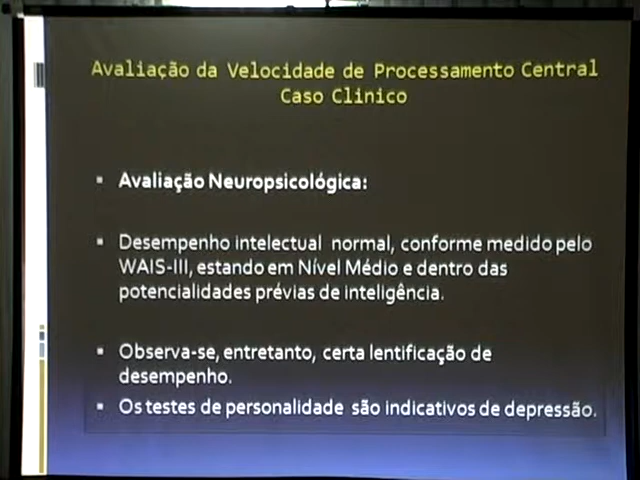 Avaliação da Velocidade de Processamento Central
Caso Clinico
Avaliação Neuropsicológica:
Desempenho intelectual normal, conforme medido pelo
WAIS-III, estando em Nível Médio e dentro das
potencialidades prévias de inteligência.
Observa-se, entretanto, certa lentificação de
desempenho.
Os testes de personalidade são indicativos de depressão.